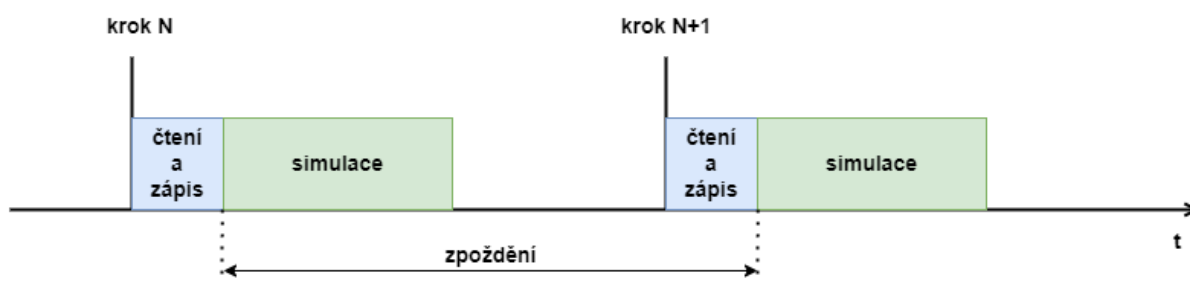 krok N
krok N+1
čtení
a
zápis
simulace
čtení
a
zápis
simulace
t
zpoždění